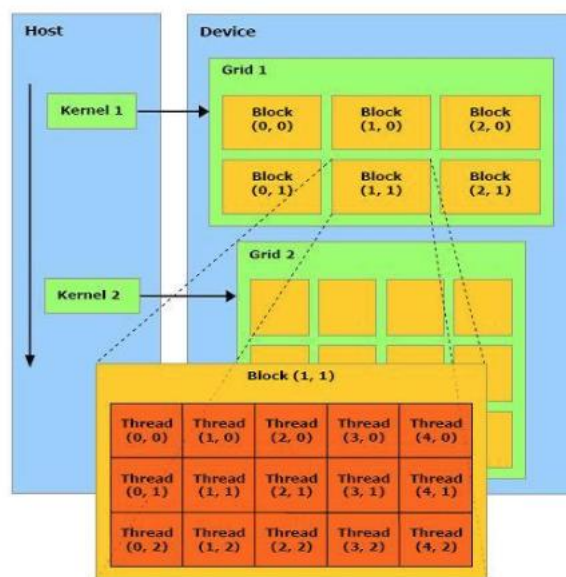 Host
Device
Grid 1
Kernel 1
Block
(0, 0)
Block
(1, 0)
Block
(2, 0)
Block
(0, 1)
Block
(1, 1)
Block
(2, 1)
Grid 2
Kernel 2
Block (1, 1)
Thread
(0, 0)
Thread
(1, 0)
Thread
(2, 0)
Thread
(3, 0)
Thread
(4, 0)
Thread
(0, 1)
Thread
(1, 1)
Thread
(2, 1)
Thread
(3, 1)
Thread
(4, 1)
Thread
(0, 2)
Thread
(1, 2)
Thread
(2, 2)
Thread
(3, 2)
Thread
(4, 2)